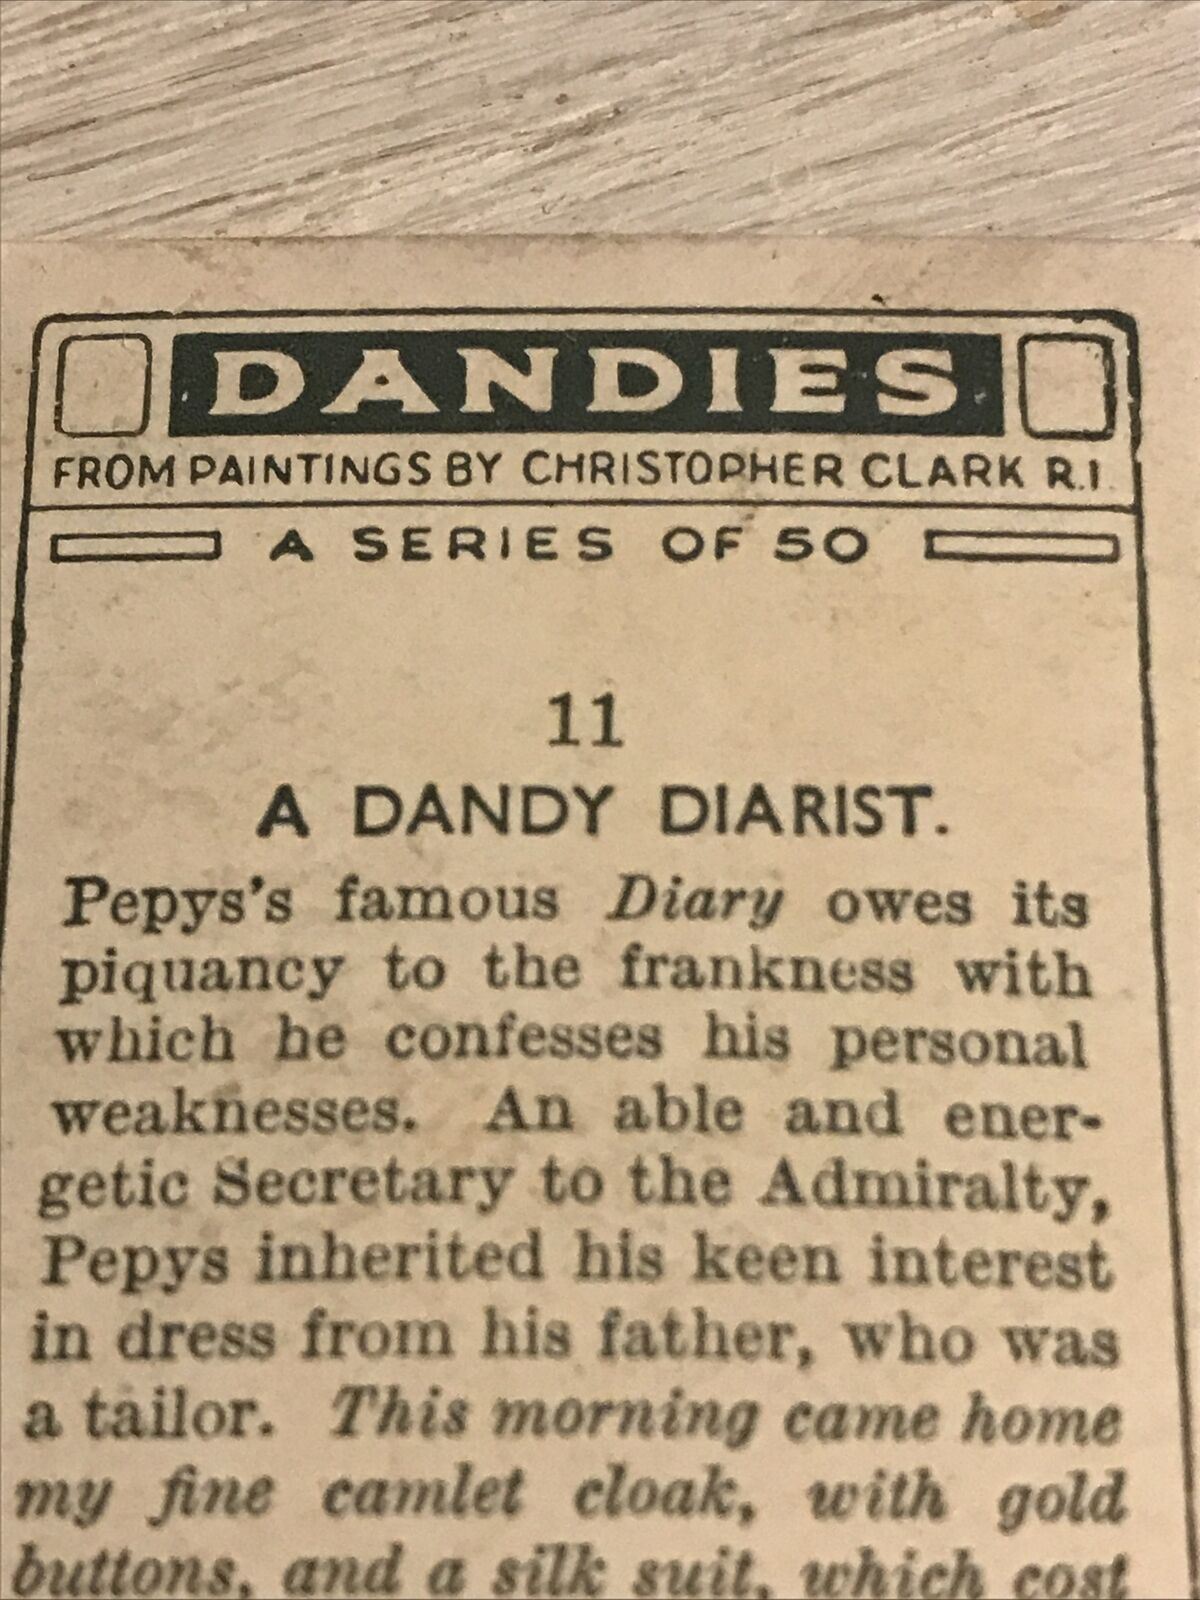 DANDIES
FROM PAINTINGS BY CHRISTOPHER CLARK R.I.
A SERIES OF 50
11
A DANDY DIARIST.
Pepys's famous Diary owes its
piquancy to the frankness with
which he confesses his personal
weaknesses. An able and ener-
getic Secretary to the Admiralty,
Pepys inherited his keen interest
in dress from his father, who was
a tailor. This morning came home
my fine camlet cloak, with gold
buttons, and a silk suit, which cost